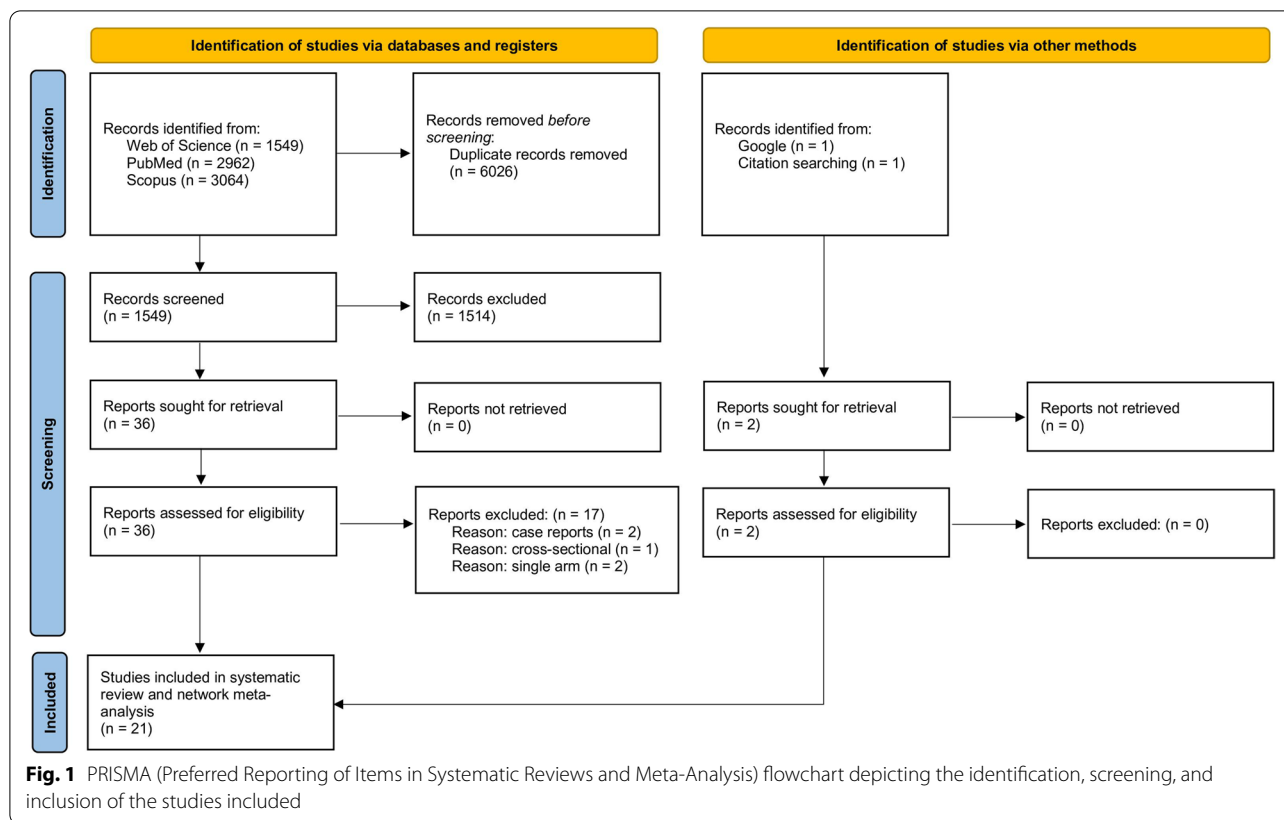 Identification of studies via databases and registers
Identification of studies via other methods
Identification
Records identified from:
Web of Science (n = 1549)
PubMed (n = 2962)
Scopus (n = 3064)
Records removed before
screening:
Duplicate records removed
(n = 6026)
Records identified from:
Google (n = 1)
Citation searching (n = 1)
Screening
Records screened
(n = 1549)
Records excluded
(n = 1514)
Reports sought for retrieval
(n = 36)
Reports not retrieved
(n = 0)
Reports sought for retrieval
(n = 2)
Reports not retrieved
(n = 0)
Reports assessed for eligibility
(n = 36)
Reports excluded: (n = 17)
Reason: case reports (n = 2)
Reason: cross-sectional (n = 1)
Reason: single arm (n = 2)
Reports assessed for eligibility
(n = 2)
Reports excluded: (n = 0)
Included
Studies included in systematic
review and network meta-
analysis
(n = 21)
Fig. 1 PRISMA (Preferred Reporting of Items in Systematic Reviews and Meta-Analysis) flowchart depicting the identification, screening, and
inclusion of the studies included